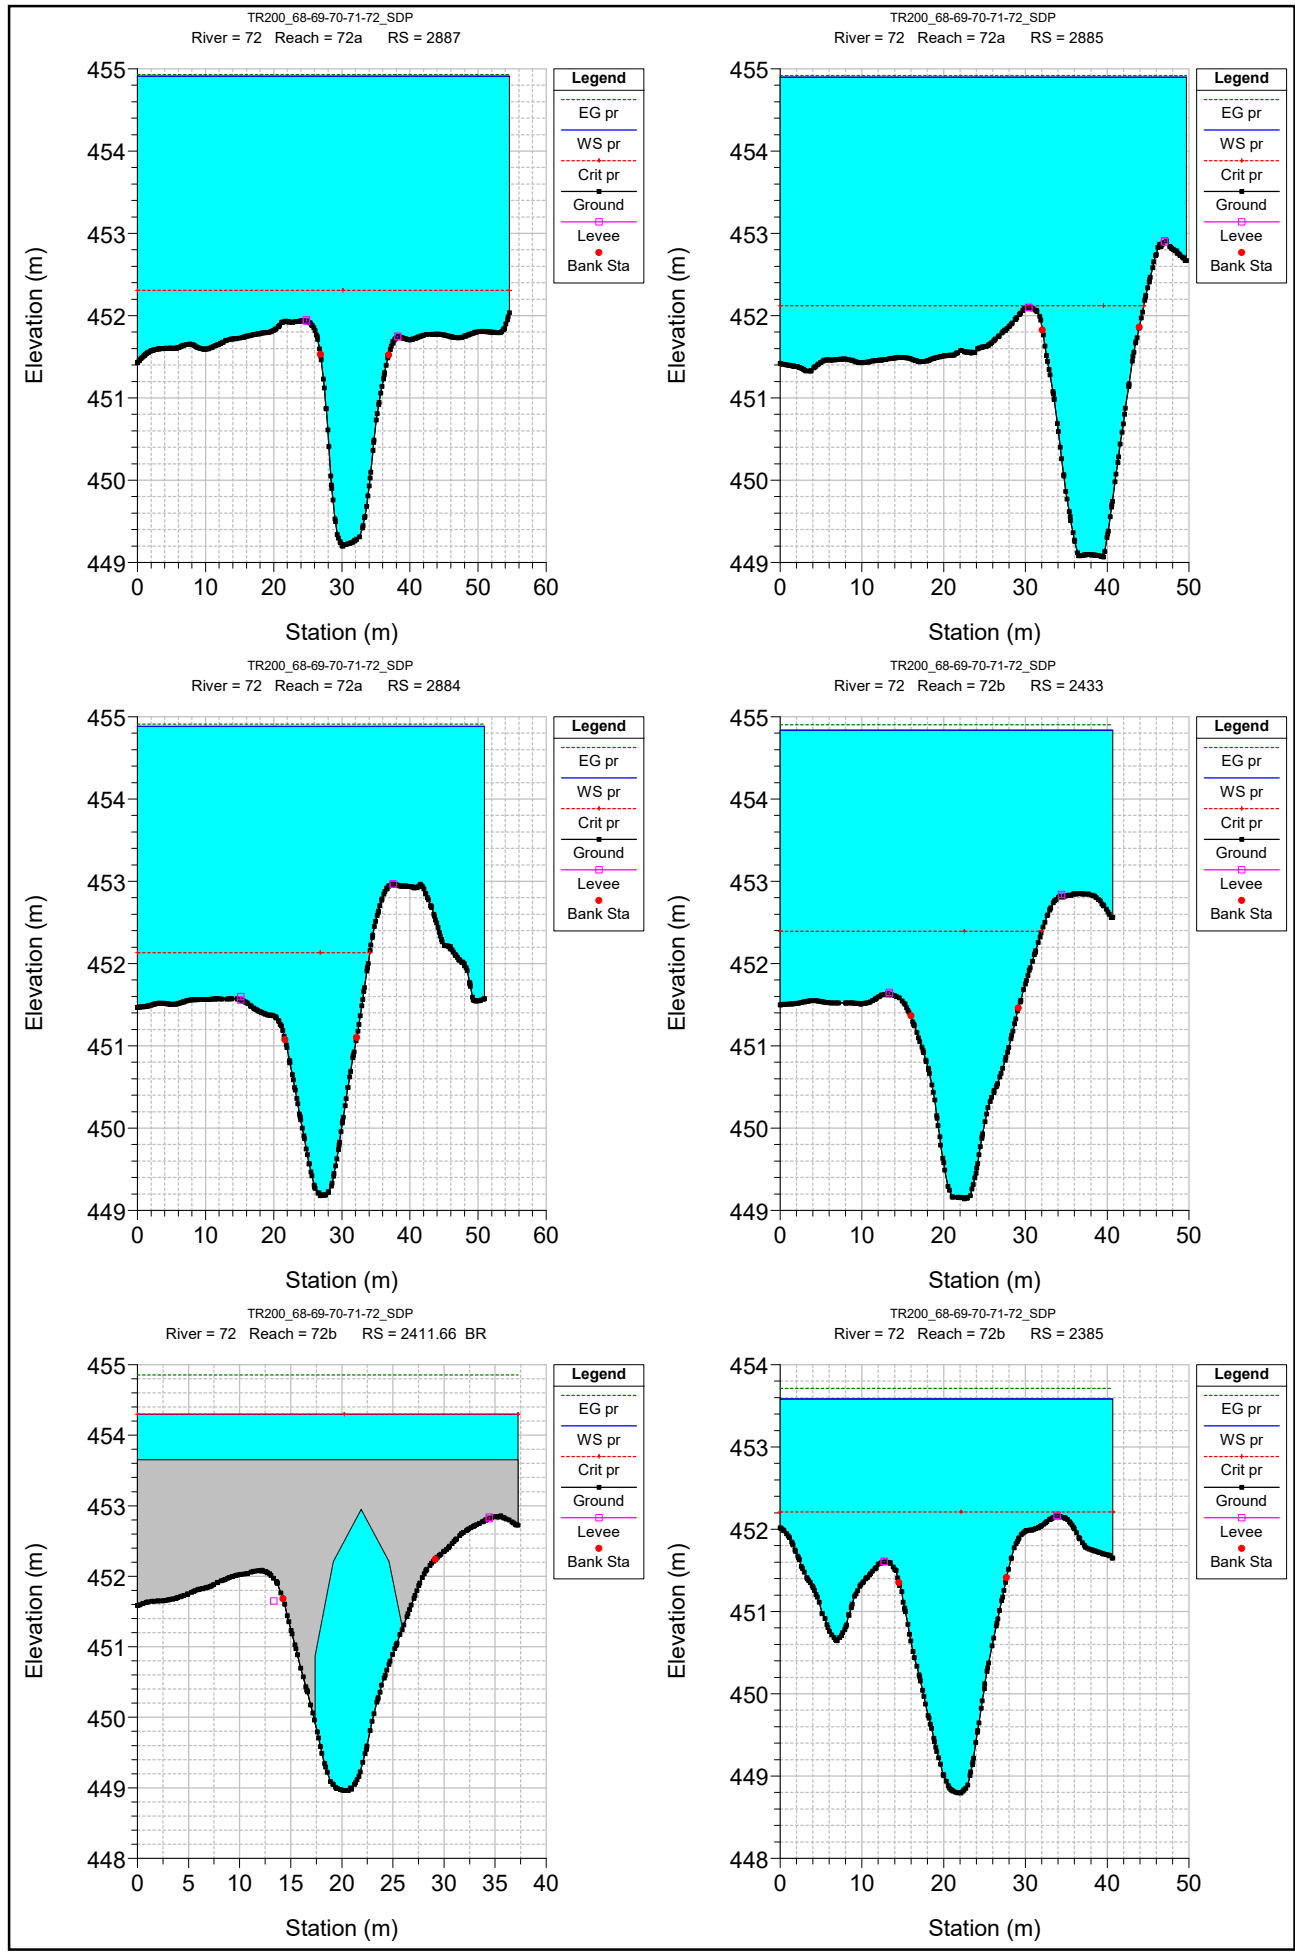 TR200_68-69-70-71-72_SDP
River = 72 Reach = 72a RS = 2887
455
454
453
452
451
450
449
Elevation (m)
0 10 20 30 40 50 60
Station (m)
Legend
EG pr
WS pr
Crit pr
Ground
Levee
Bank Sta
TR200_68-69-70-71-72_SDP
River = 72 Reach = 72a RS = 2885
455
454
453
452
451
450
449
Elevation (m)
0 10 20 30 40 50
Station (m)
Legend
EG pr
WS pr
Crit pr
Ground
Levee
Bank Sta
TR200_68-69-70-71-72_SDP
River = 72 Reach = 72a RS = 2884
455
454
453
452
451
450
449
Elevation (m)
0 10 20 30 40 50 60
Station (m)
Legend
EG pr
WS pr
Crit pr
Ground
Levee
Bank Sta
TR200_68-69-70-71-72_SDP
River = 72 Reach = 72b RS = 2433
455
454
453
452
451
450
449
Elevation (m)
0 10 20 30 40 50
Station (m)
Legend
EG pr
WS pr
Crit pr
Ground
Levee
Bank Sta
TR200_68-69-70-71-72_SDP
River = 72 Reach = 72b RS = 2411.66 BR
455
454
453
452
451
450
449
448
Elevation (m)
0 5 10 15 20 25 30 35 40
Station (m)
Legend
EG pr
WS pr
Crit pr
Ground
Levee
Bank Sta
TR200_68-69-70-71-72_SDP
River = 72 Reach = 72b RS = 2385
454
453
452
451
450
449
448
Elevation (m)
0 10 20 30 40 50
Station (m)
Legend
EG pr
WS pr
Crit pr
Ground
Levee
Bank Sta